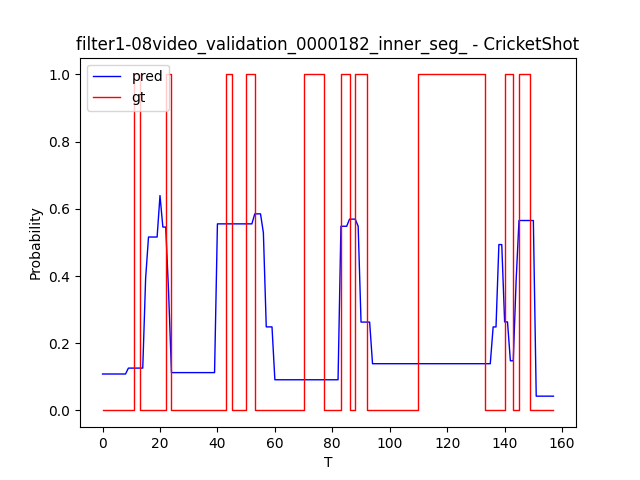 filter1-08video_validation_0000182_inner_seg_ - CricketShot
pred
gt
1.0
0.8
0.6
0.4
0.2
0.0
Probability
0 20 40 60 80 100 120 140 160
T